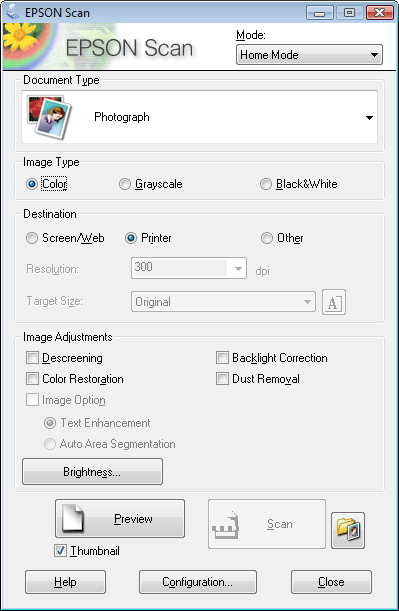 EPSON Scan
EPSON Scan
Mode:
Home Mode
Document Type
Photograph
Image Type
Color
Grayscale
Black&White
Destination
Screen/Web
Printer
Other
Resolution:
300
dpi
Target Size:
Original
A
Image Adjustments
Descreening
Backlight Correction
Color Restoration
Dust Removal
Image Option
Text Enhancement
Auto Area Segmentation
Brightness...
Preview
Scan
Thumbnail
Help
Configuration...
Close